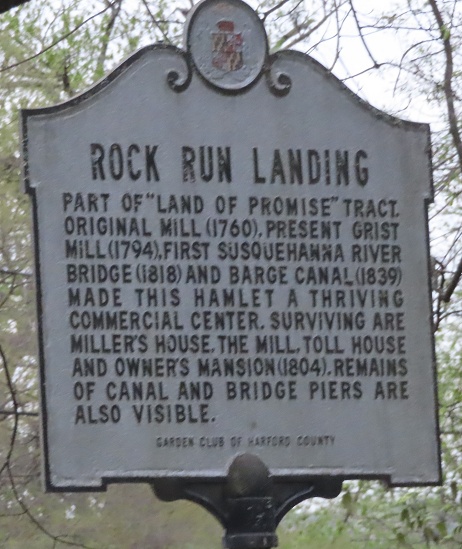 ROCK RUN LANDING
PART OF "LAND OF PROMISE" TRACT.
ORIGINAL MILL (1760). PRESENT GRIST
MILL (1794), FIRST SUSQUEHANNA RIVER
BRIDGE (1818) AND BARGE CANAL (1839)
MADE THIS HAMLET A THRIVING
COMMERCIAL CENTER. SURVIVING ARE
MILLER'S HOUSE, THE MILL, TOLL HOUSE
AND OWNER'S MANSION (1804). REMAINS
OF CANAL AND BRIDGE PIERS ARE
ALSO VISIBLE.
GARDEN CLUB OF HARFORD COUNTY